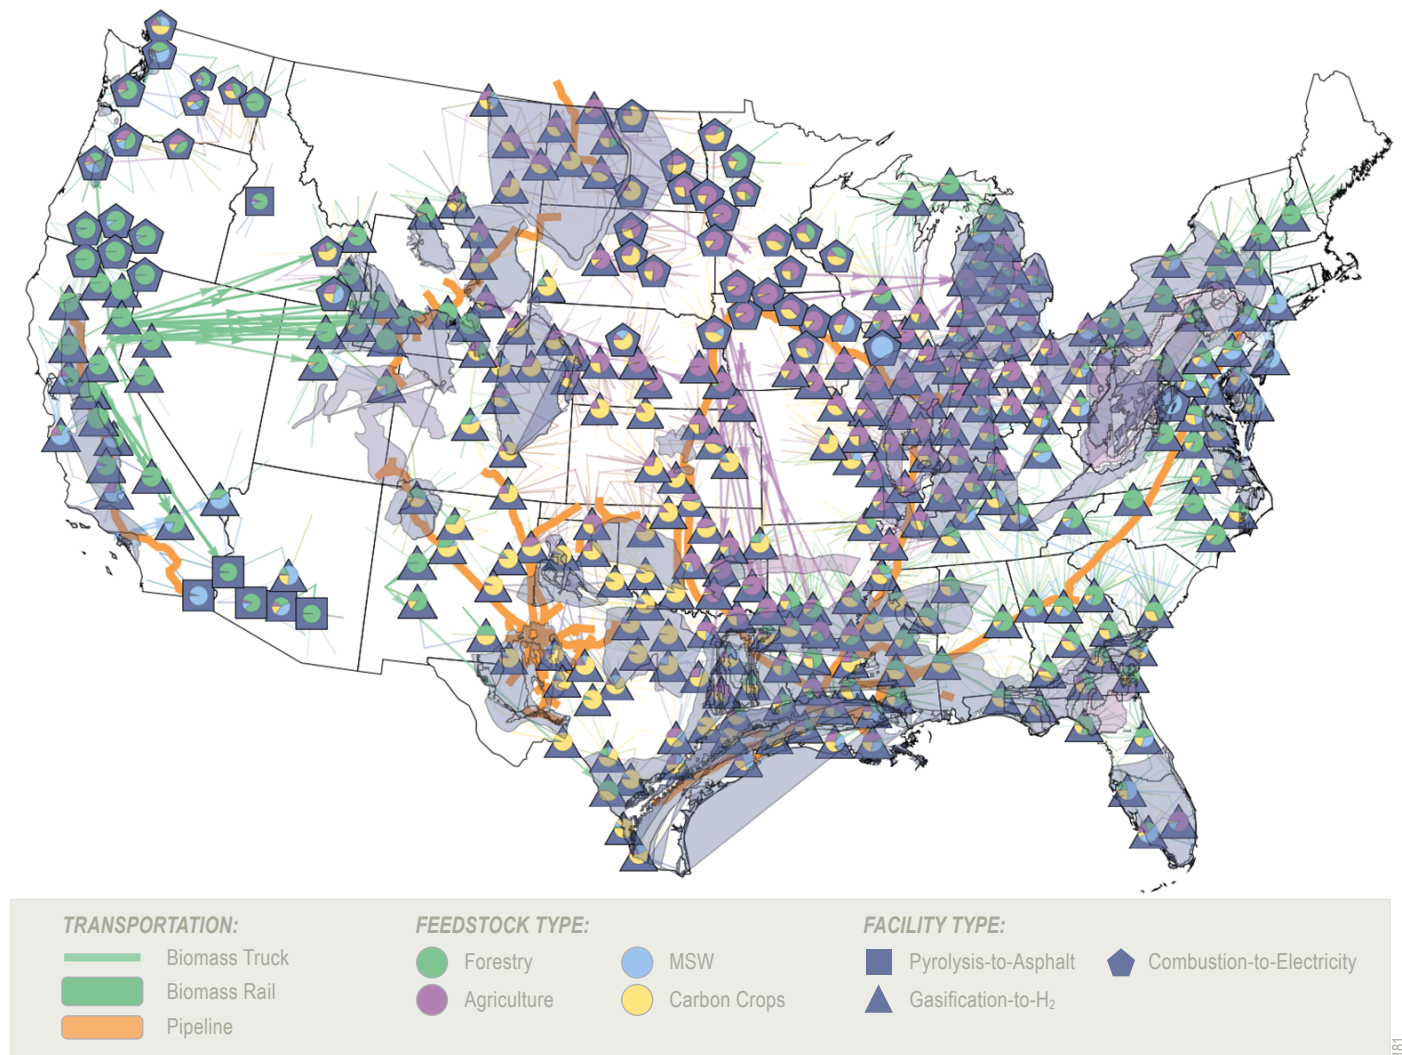 TRANSPORTATION:
Biomass Truck
Biomass Rail
Pipeline
FEEDSTOCK TYPE:
Forestry
MSW
Agriculture
Carbon Crops
FACILITY TYPE:
Pyrolysis-to-Asphalt
Combustion-to-Electricity
Gasification-to-H₂
181